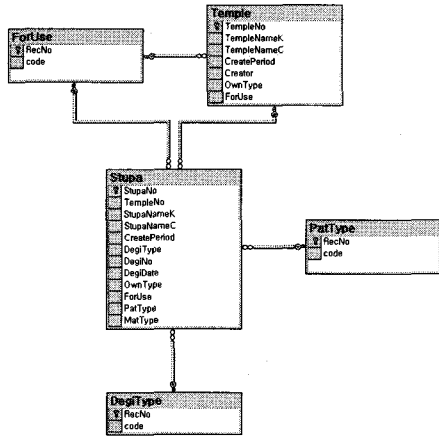 ForUse
RecNo
code
Temple
TempleNo
TempleNameK
TempleNameC
CreatePeriod
Creator
OwnType
ForUse
Stupa
StupaNo
TempleNo
StupaNameK
StupaNameC
CreatePeriod
DegiType
DegiNo
DegiDate
OwnType
ForUse
PatType
MatType
PatType
RecNo
code
DegiType
RecNo
code